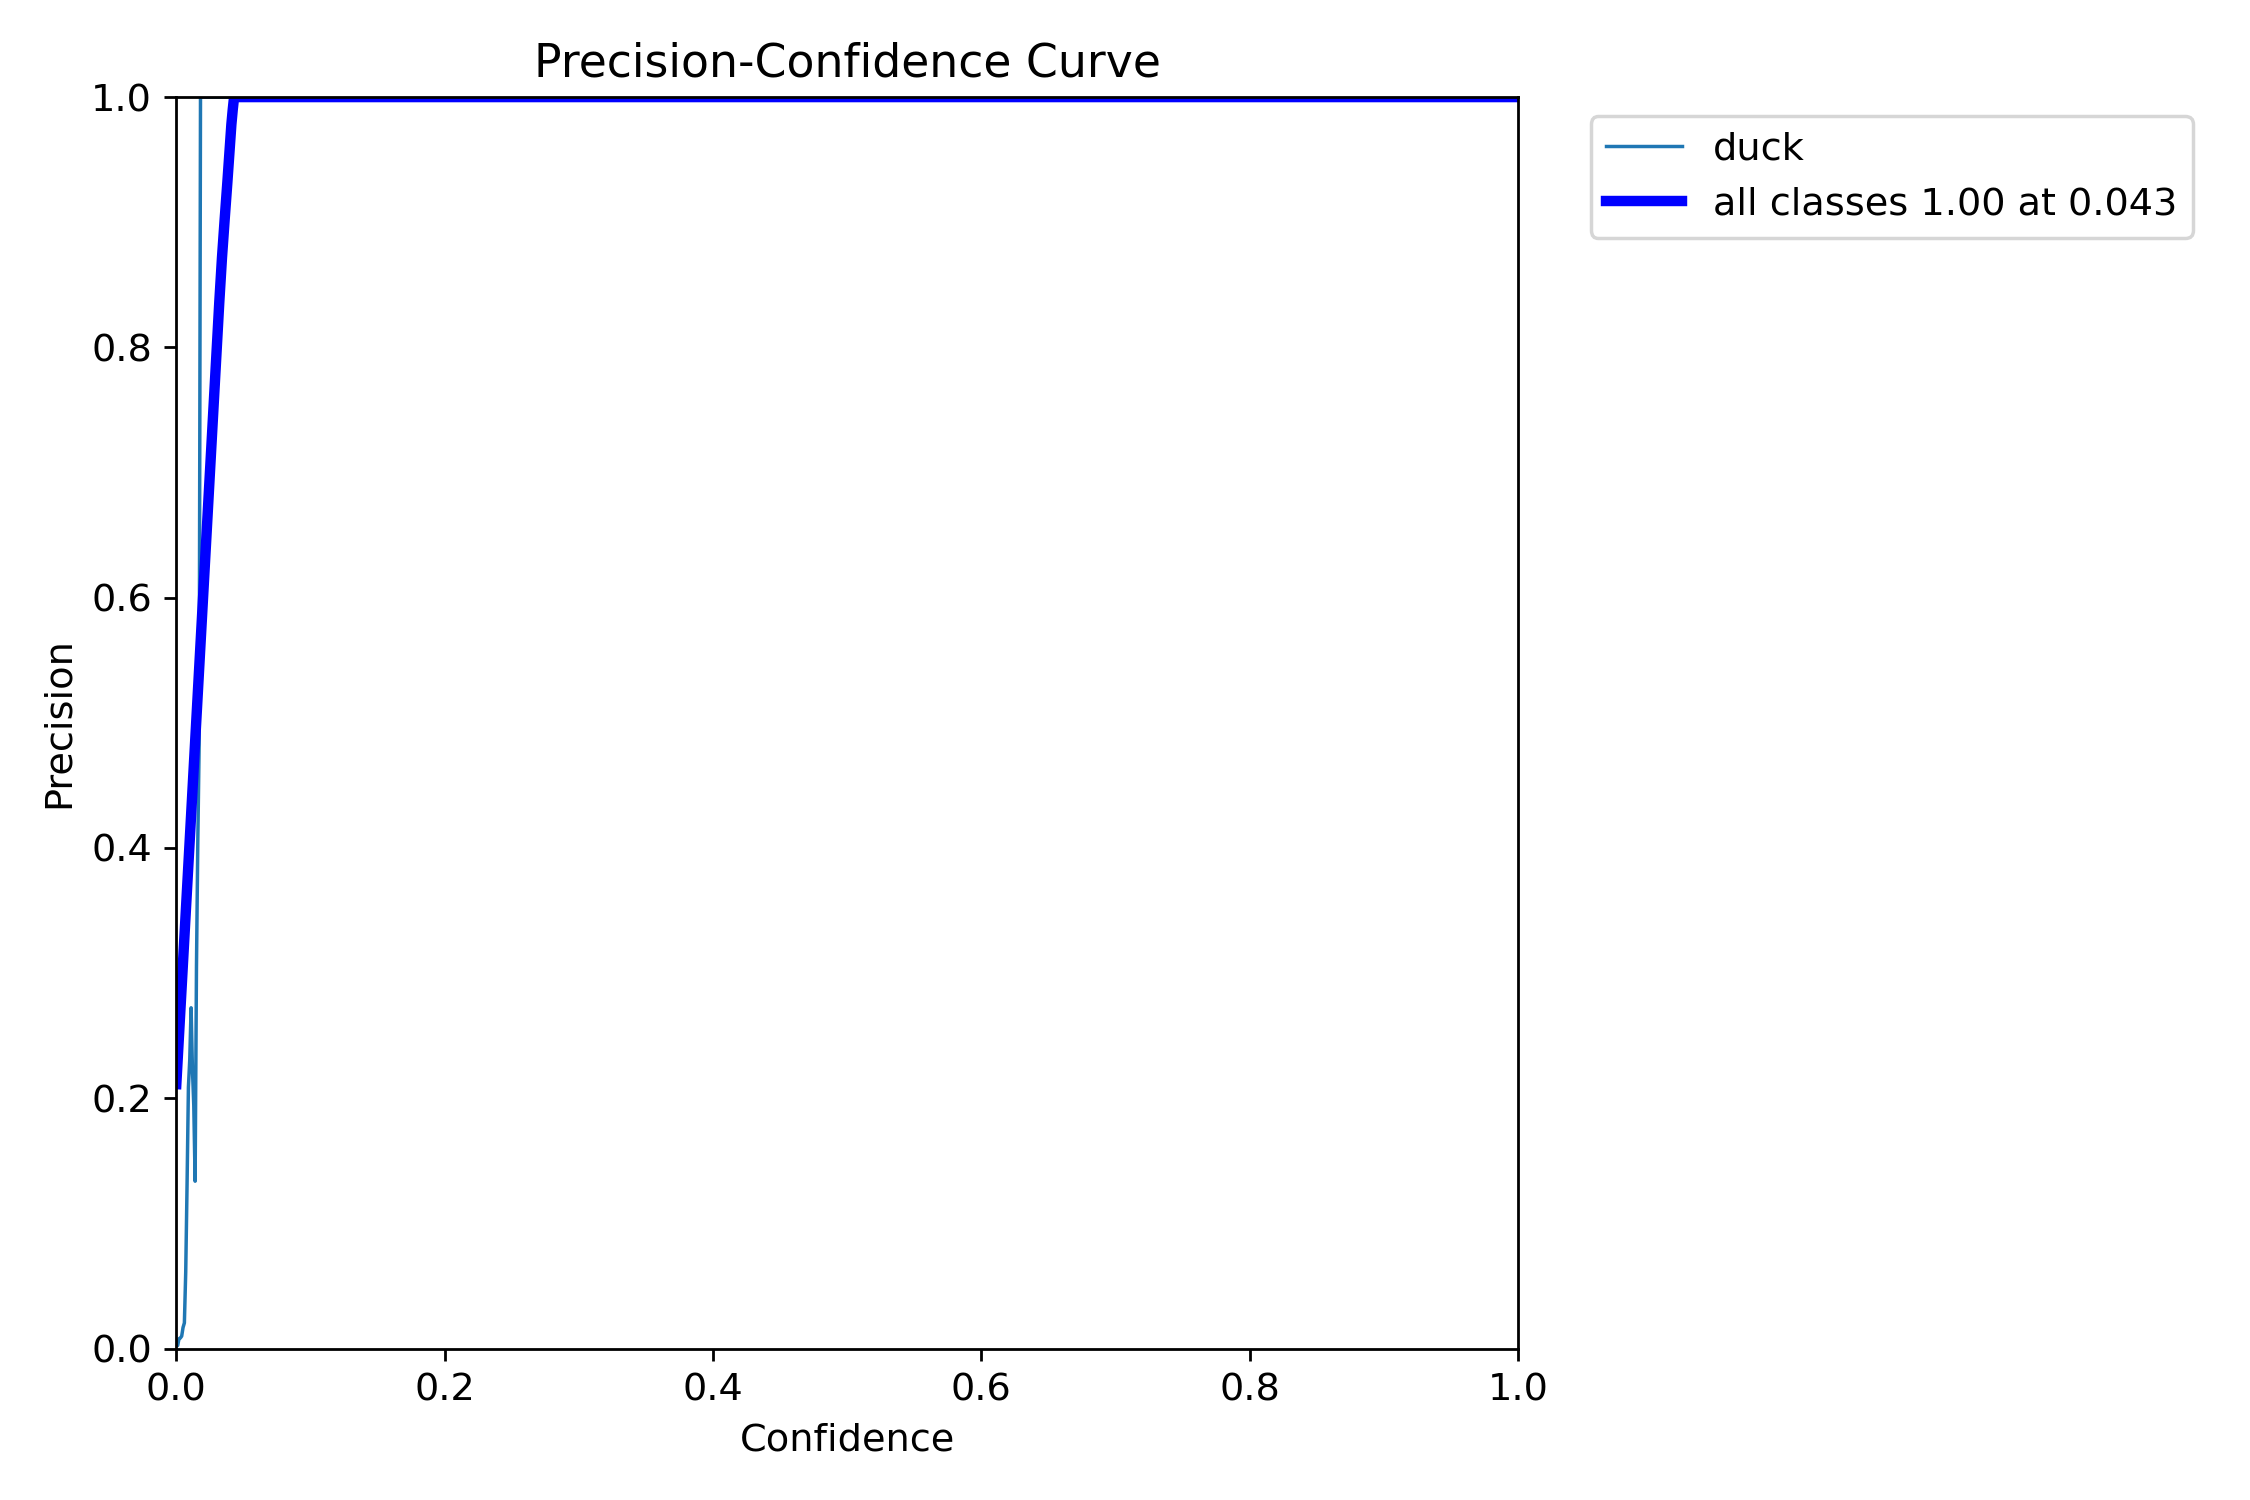 Precision-Confidence Curve
1.0
0.8
0.6
0.4
0.2
0.0
Precision
0.0 0.2 0.4 0.6 0.8 1.0
Confidence
duck
all classes 1.00 at 0.043